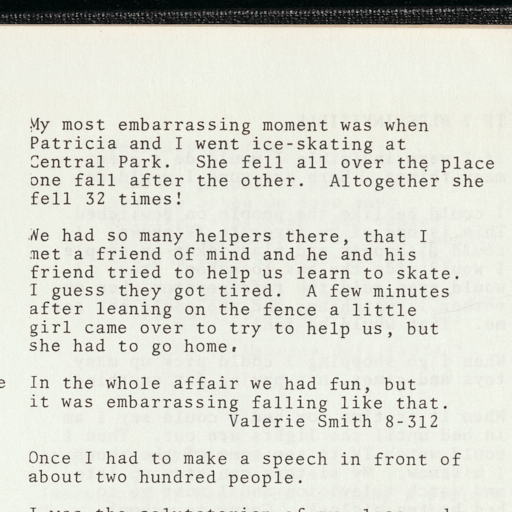 My most embarrassing moment was when
Patricia and I went ice-skating at
Central Park.  She fell all over the place
one fall after the other.  Altogether she
fell 32 times!
We had so many helpers there, that I
met a friend of mind and he and his
friend tried to help us learn to skate.
I guess they got tired.  A few minutes
after leaning on the fence a little
girl came over to try to help us, but
she had to go home.
e In the whole affair we had fun, but
it was embarrassing falling like that.
Valerie Smith 8-312
Once I had to make a speech in front of
about two hundred people.